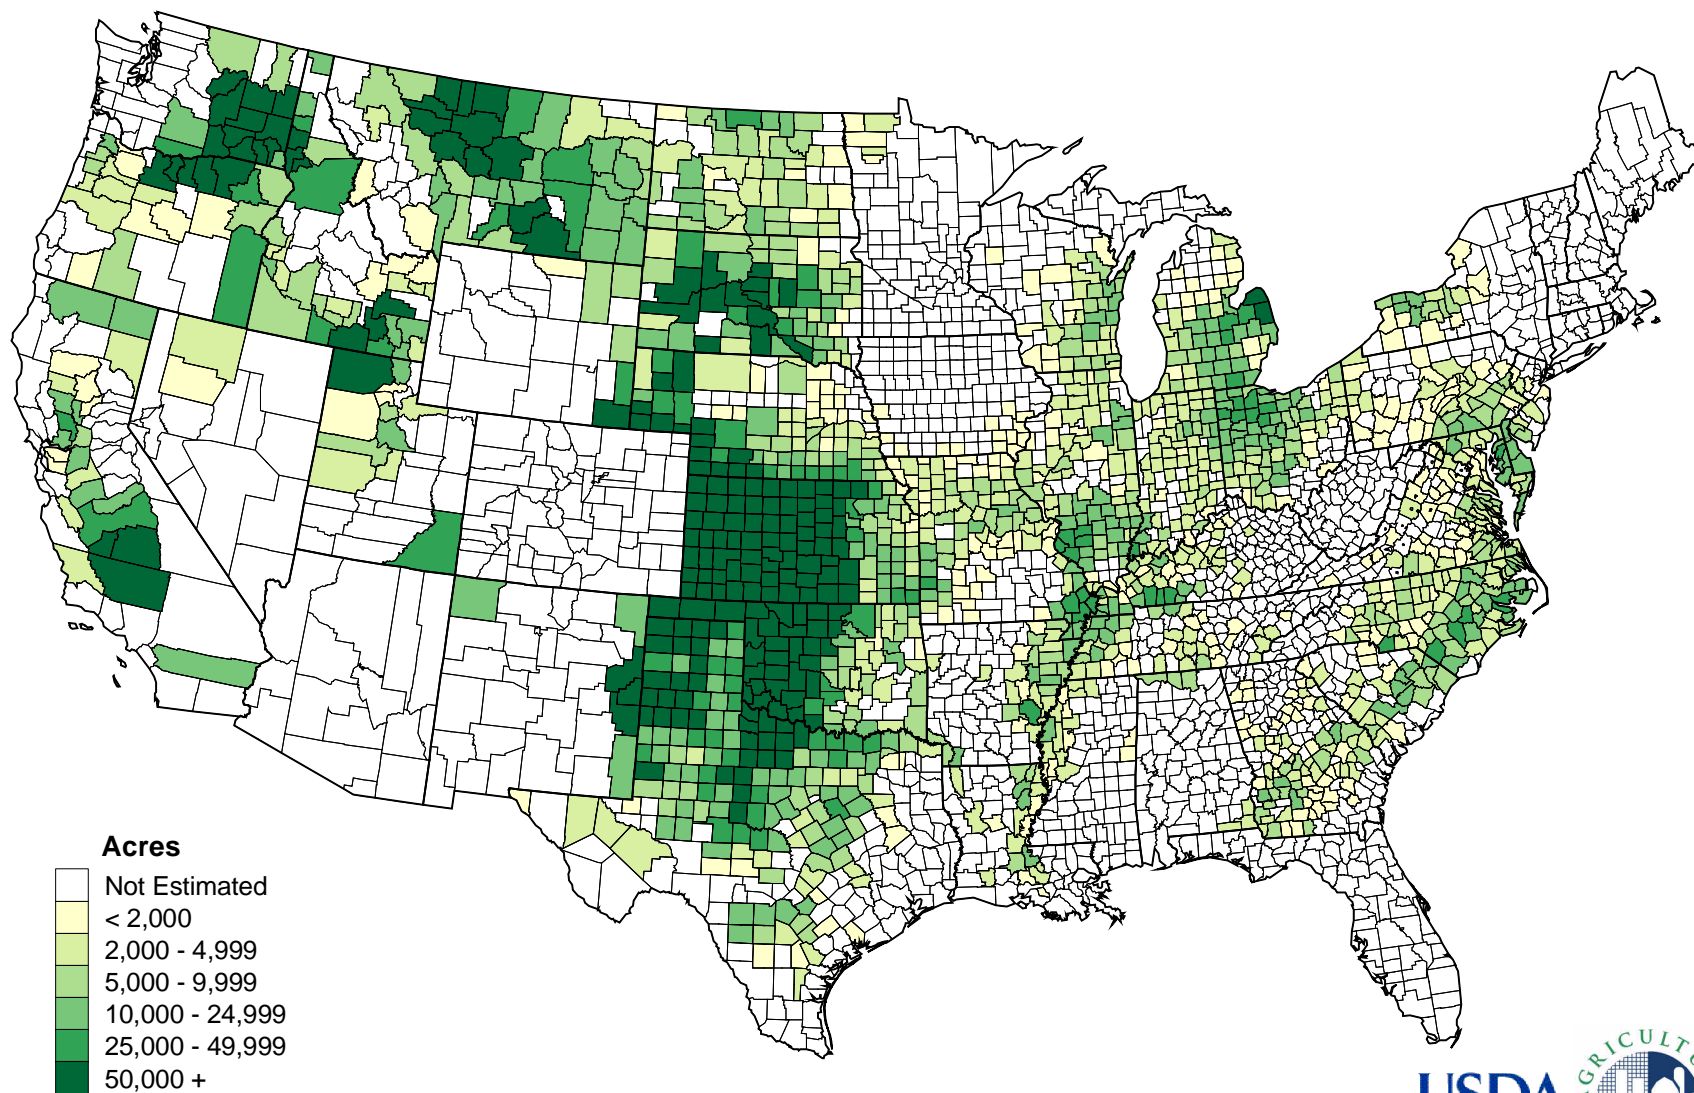 Acres
Not Estimated
< 2,000
2,000 - 4,999
5,000 - 9,999
10,000 - 24,999
25,000 - 49,999
50,000 +
USDA